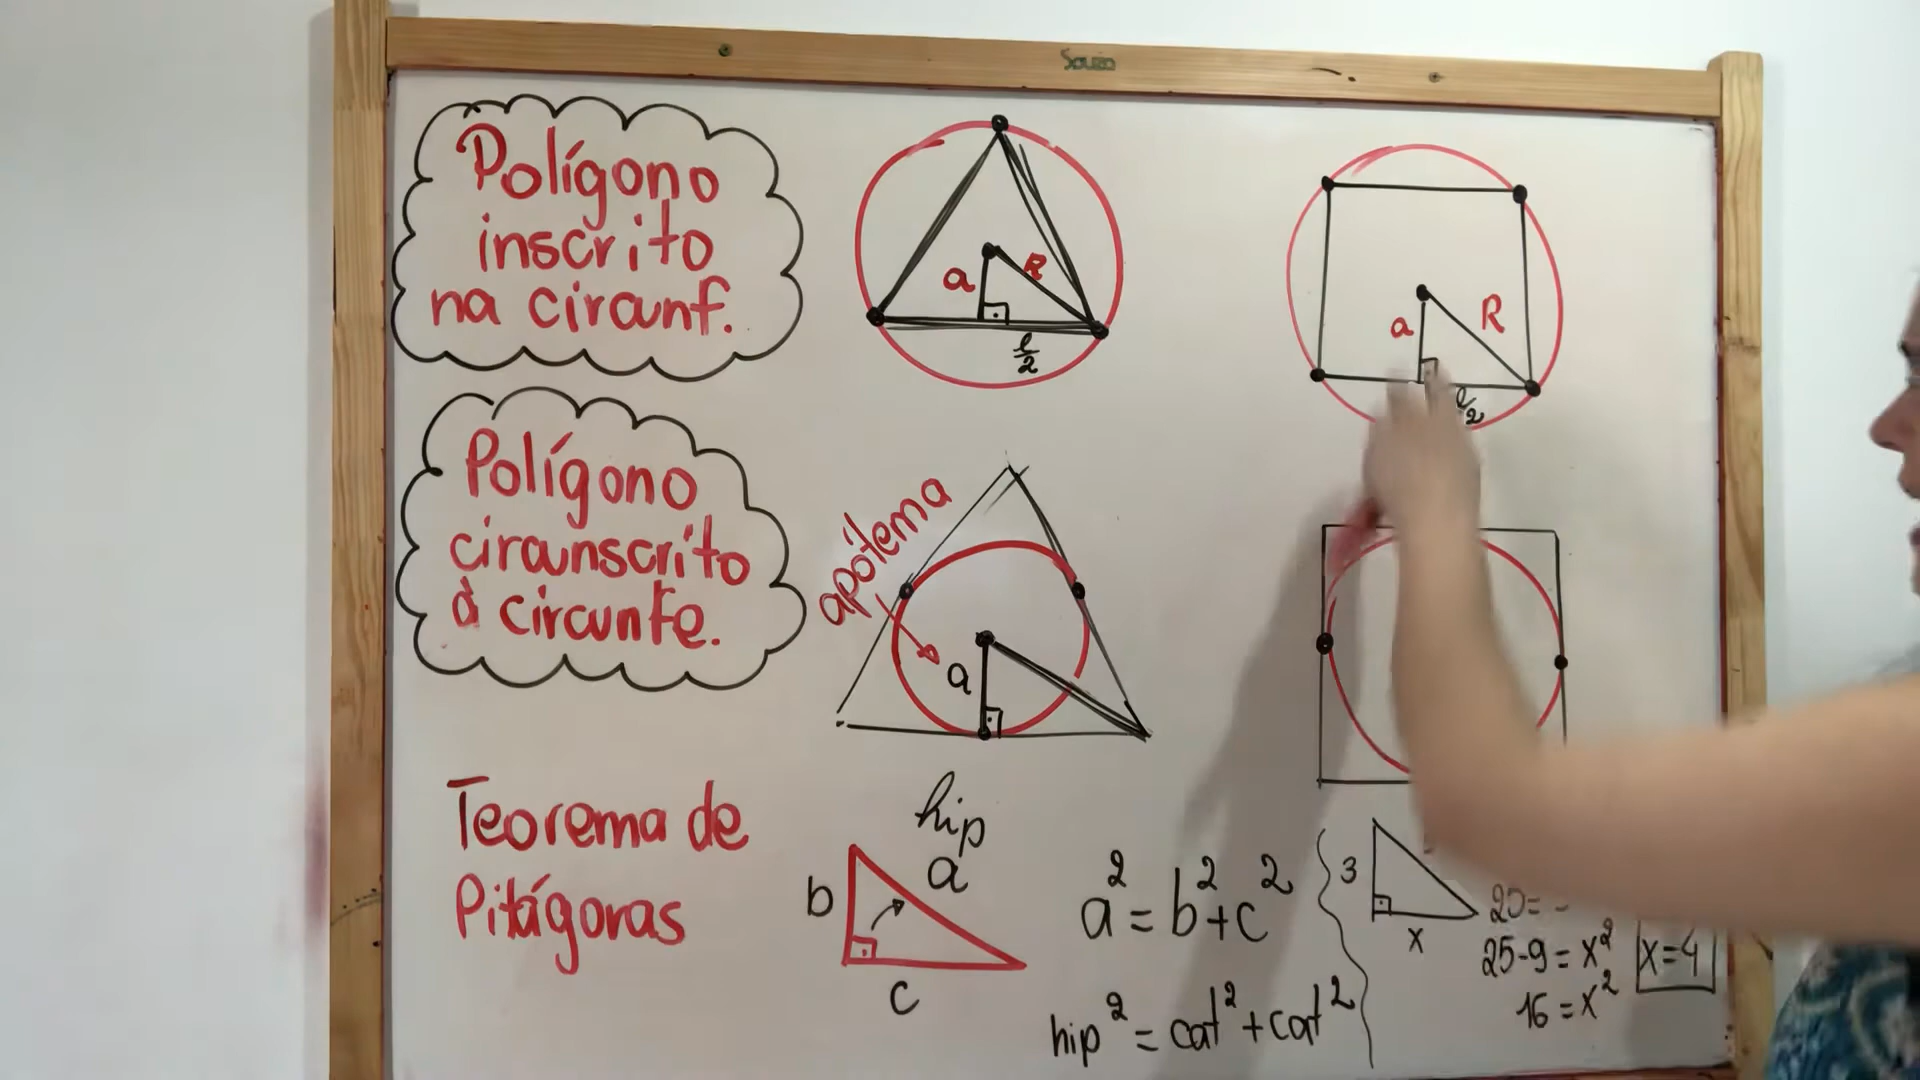 Souza
Polígono
inscrito
na circunf.
a
R
l/2
a
R
l/2
Polígono
circunscrito
à circunfe.
apótema
a
Teorema de
Pitágoras
hip
a
b
c
a² = b² + c²
hip² = cat² + cat²
3
x
25 - 9 = x²
16 = x²
x = 4